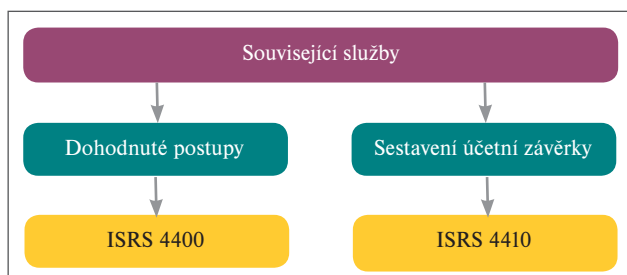 Související služby
Dohodnuté postupy
Sestavení účetní závěrky
ISRS 4400
ISRS 4410